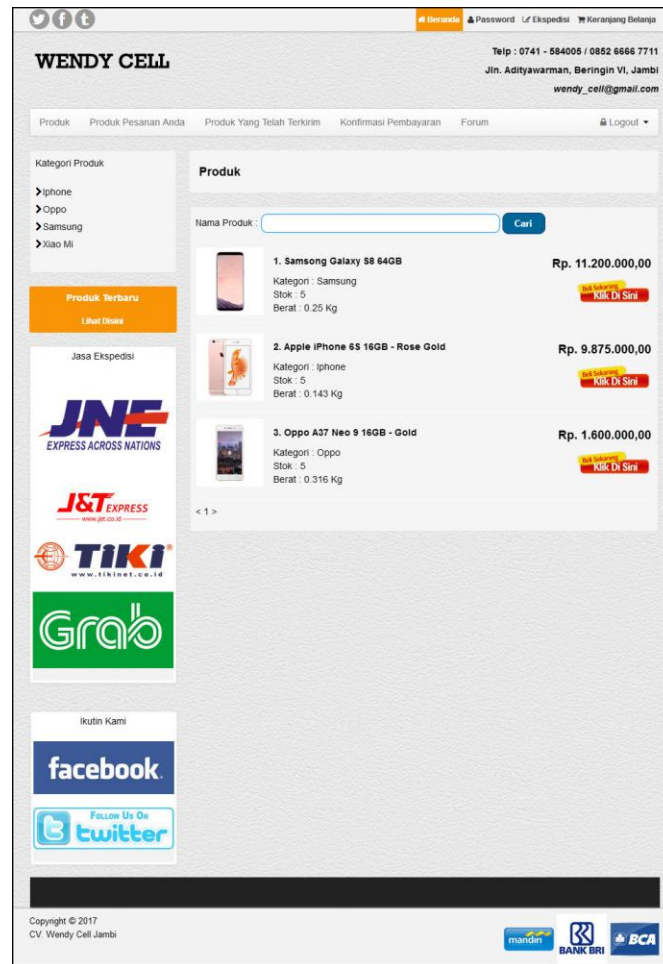 Beranda Password Ekspedisi Keranjang Belanja
WENDY CELL
Telp : 0741 - 584005 / 0852 6666 7711
Jln. Adityawarman, Beringin VI, Jambi
wendy_cell@gmail.com
Produk Produk Pesanan Anda Produk Yang Telah Terkirim Konfirmasi Pembayaran Forum Logout
Kategori Produk
Iphone
Oppo
Samsung
Xiao Mi
Produk Terbaru
Lihat Disini
Jasa Ekspedisi
JNE
EXPRESS ACROSS NATIONS
J&T EXPRESS
www.jet.co.id
TIKI
www.tikinet.co.id
Grab
Ikutin Kami
facebook.
FOLLOW US ON
twitter
Produk
Nama Produk : Cari
1. Samsong Galaxy S8 64GB
Kategori : Samsung
Stok : 5
Berat : 0.25 Kg
Rp. 11.200.000,00
Beli Sekarang
Klik Di Sini
2. Apple iPhone 6S 16GB - Rose Gold
Kategori : Iphone
Stok : 5
Berat : 0.143 Kg
Rp. 9.875.000,00
Beli Sekarang
Klik Di Sini
3. Oppo A37 Neo 9 16GB - Gold
Kategori : Oppo
Stok : 5
Berat : 0.316 Kg
Rp. 1.600.000,00
Beli Sekarang
Klik Di Sini
< 1 >
Copyright © 2017
CV. Wendy Cell Jambi
mandiri
BANK BRI
BCA